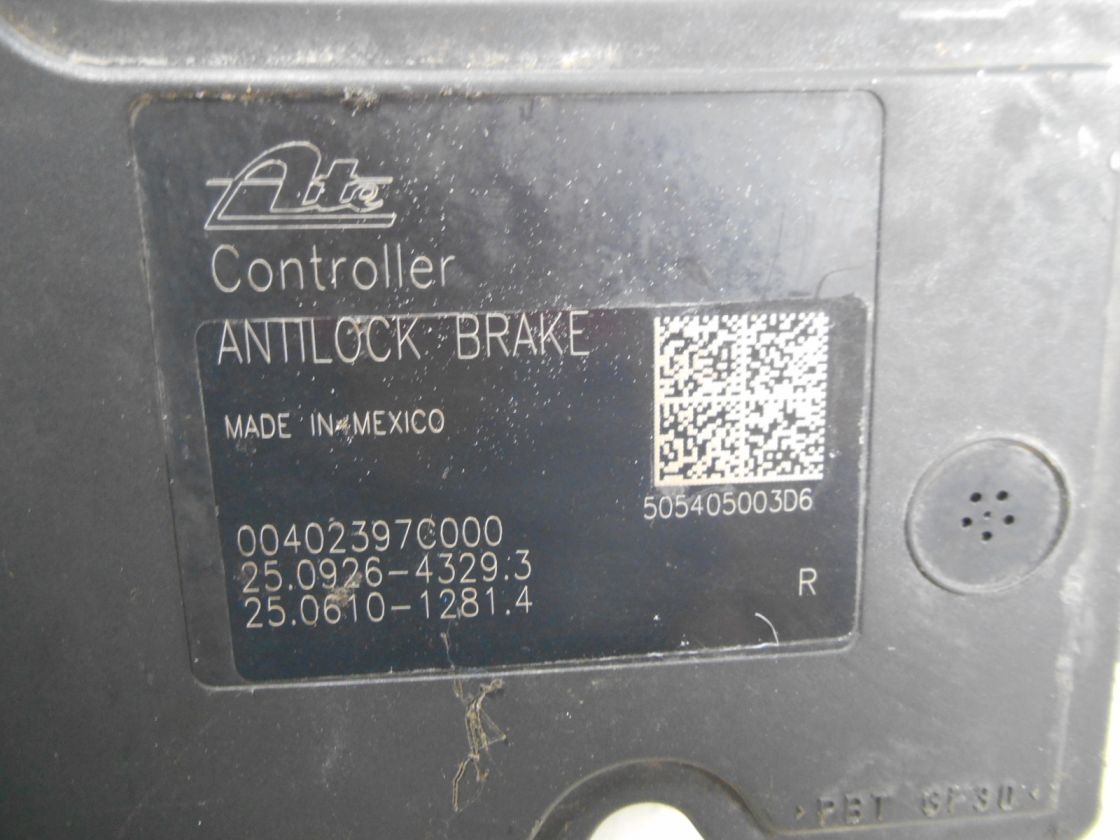 Ate
Controller
ANTILOCK BRAKE
MADE IN MEXICO
505405003D6
00402397C000
25.0926-4329.3
25.0610-1281.4
R
>PBT GF30<